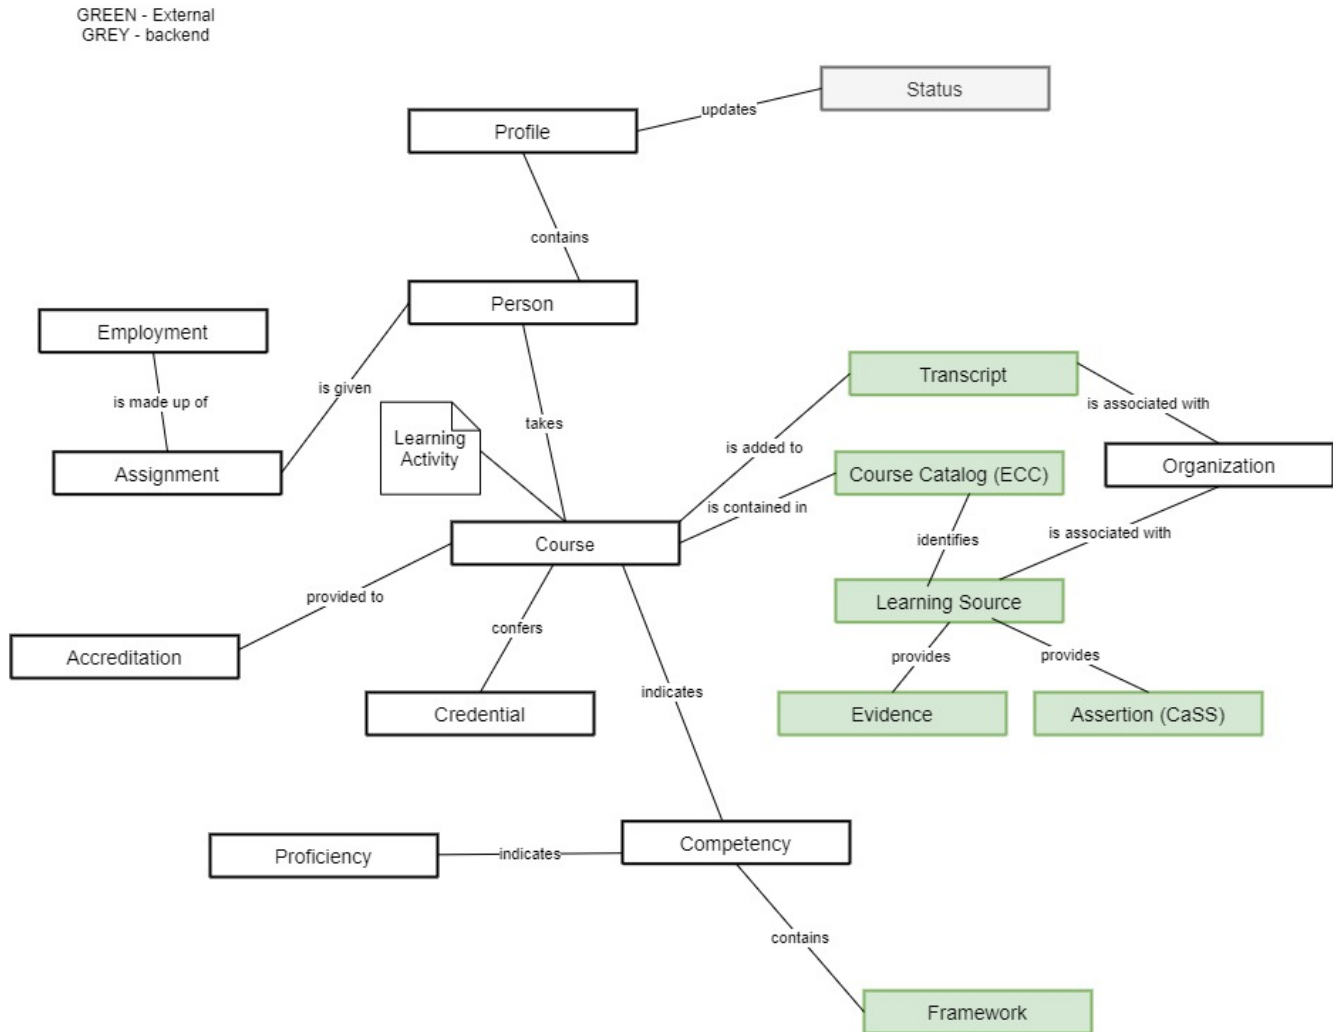 GREEN - External
GREY - backend
Status
updates
Profile
contains
Person
Employment
is made up of
is given
Assignment
Learning
Activity
takes
Transcript
is associated with
is added to
Course Catalog (ECC)
Organization
is contained in
Course
identifies
is associated with
Learning Source
provided to
Accreditation
confers
provides
provides
indicates
Credential
Evidence
Assertion (CaSS)
Proficiency
indicates
Competency
contains
Framework